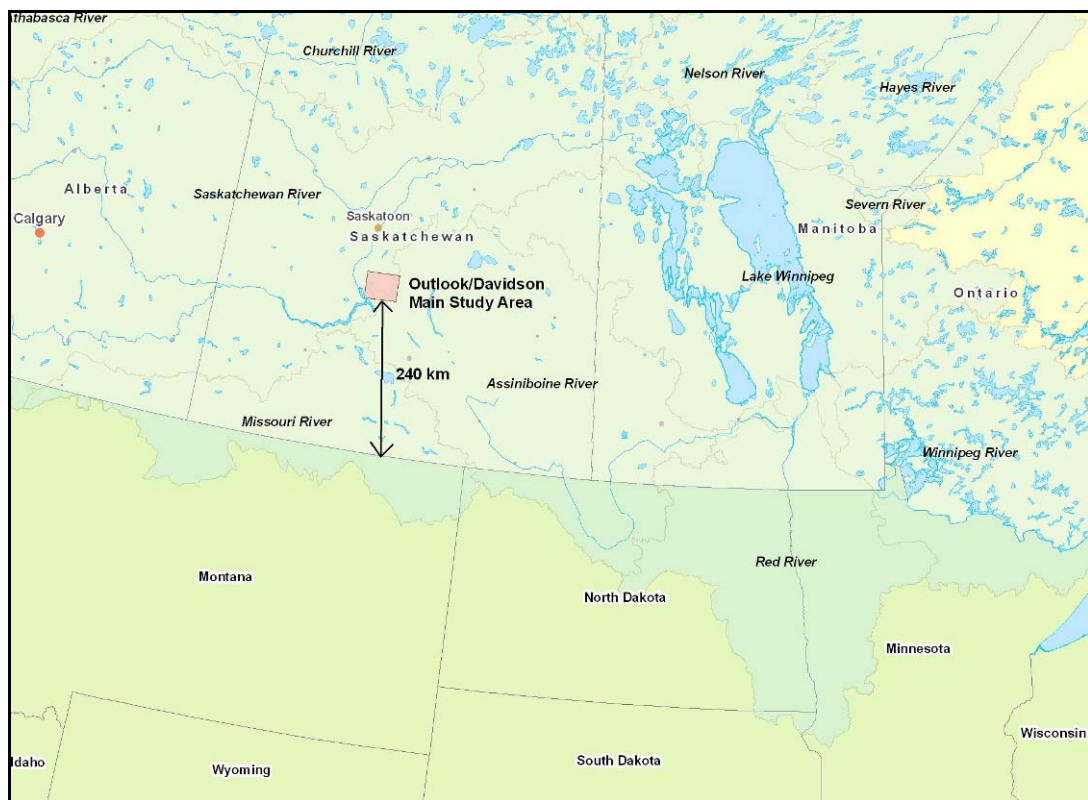 thabasca River
Churchill River
Nelson River
Hayes River
Alberta
Saskatchewan River
Calgary
Saskatoon
Saskatchewan
Severn River
Manitoba
Lake Winnipeg
Outlook/Davidson
Main Study Area
Ontario
240 km
Assiniboine River
Missouri River
Winnipeg River
Red River
Montana
North Dakota
Minnesota
Wisconsin
Idaho
Wyoming
South Dakota